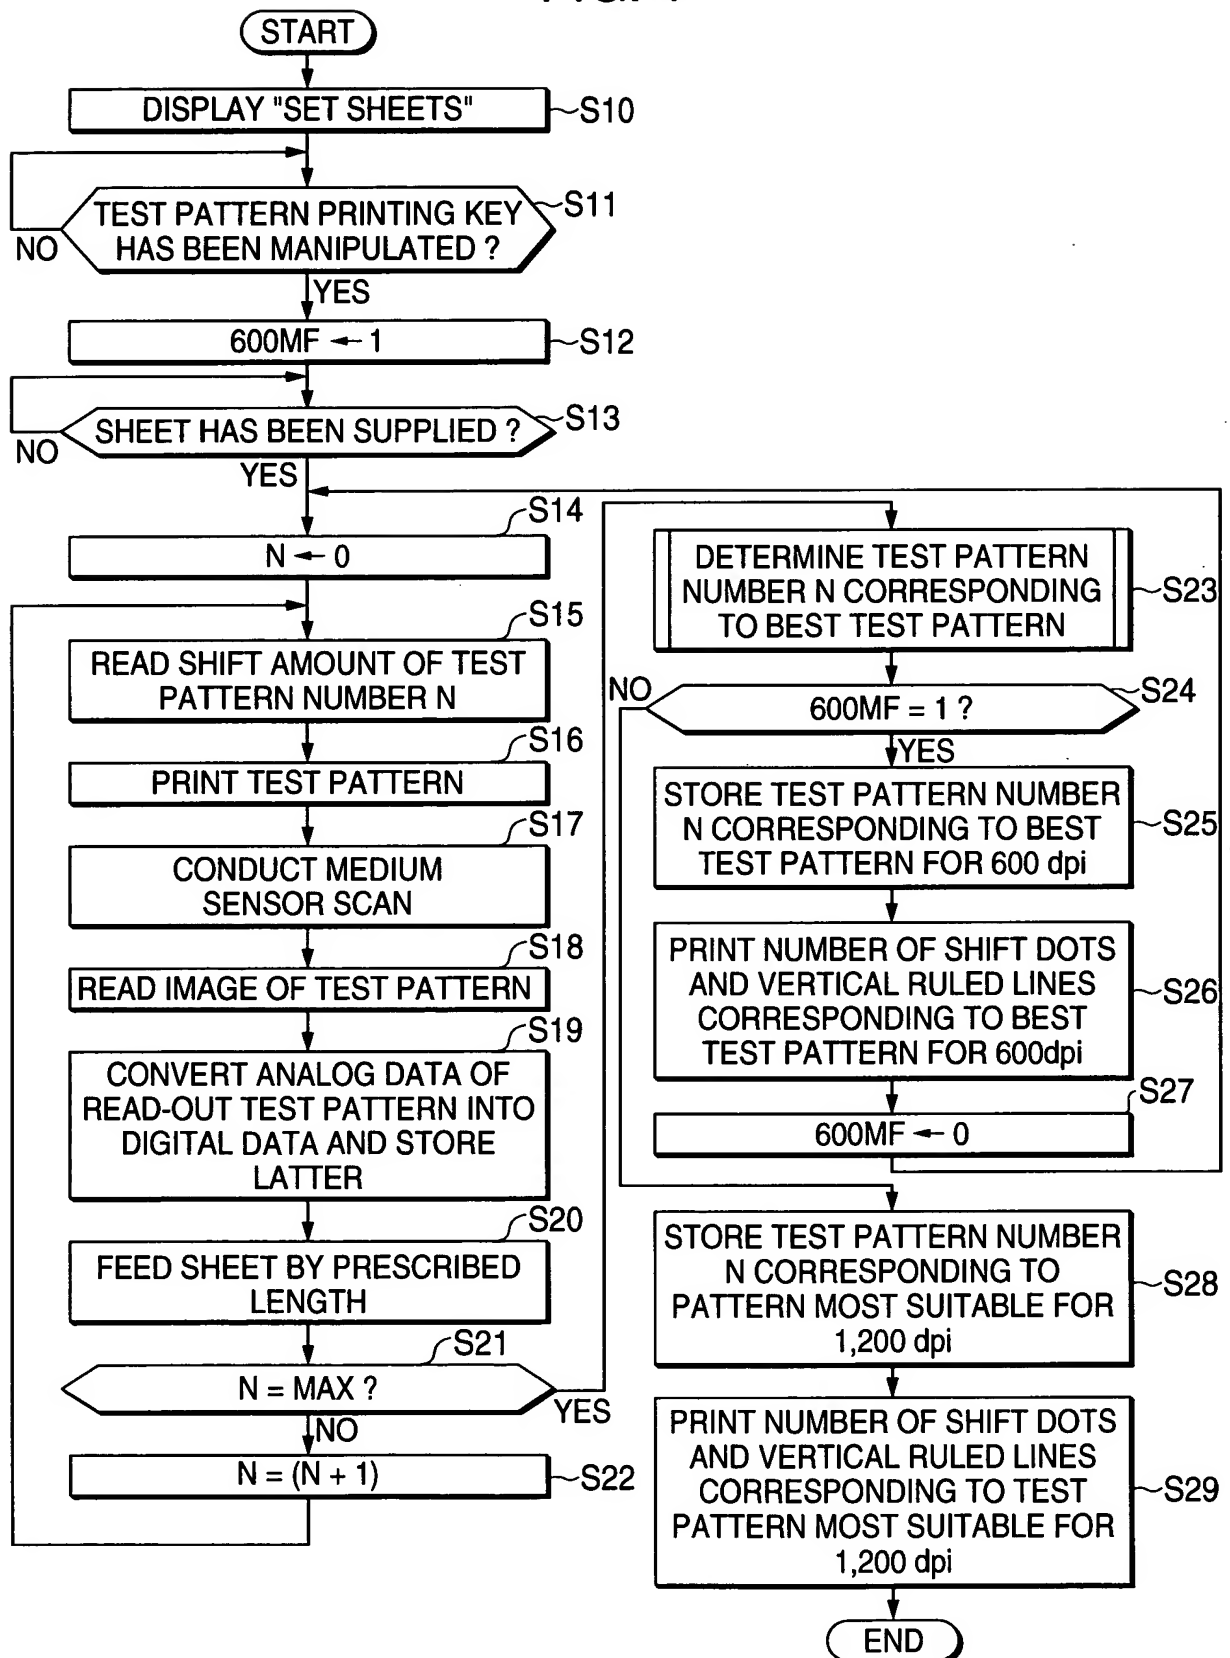 START
DISPLAY "SET SHEETS"
S10
TEST PATTERN PRINTING KEY
HAS BEEN MANIPULATED ?
S11
NO
YES
600MF ← 1
S12
SHEET HAS BEEN SUPPLIED ?
S13
NO
YES
S14
N ← 0
S15
READ SHIFT AMOUNT OF TEST
PATTERN NUMBER N
S16
PRINT TEST PATTERN
S17
CONDUCT MEDIUM
SENSOR SCAN
S18
READ IMAGE OF TEST PATTERN
S19
CONVERT ANALOG DATA OF
READ-OUT TEST PATTERN INTO
DIGITAL DATA AND STORE
LATTER
S20
FEED SHEET BY PRESCRIBED
LENGTH
S21
N = MAX ?
YES
NO
N = (N + 1)
S22
DETERMINE TEST PATTERN
NUMBER N CORRESPONDING
TO BEST TEST PATTERN
S23
NO
S24
600MF = 1 ?
YES
STORE TEST PATTERN NUMBER
N CORRESPONDING TO BEST
TEST PATTERN FOR 600 dpi
S25
PRINT NUMBER OF SHIFT DOTS
AND VERTICAL RULED LINES
CORRESPONDING TO BEST
TEST PATTERN FOR 600dpi
S26
S27
600MF ← 0
STORE TEST PATTERN NUMBER
N CORRESPONDING TO
PATTERN MOST SUITABLE FOR
1,200 dpi
S28
PRINT NUMBER OF SHIFT DOTS
AND VERTICAL RULED LINES
CORRESPONDING TO TEST
PATTERN MOST SUITABLE FOR
1,200 dpi
S29
END